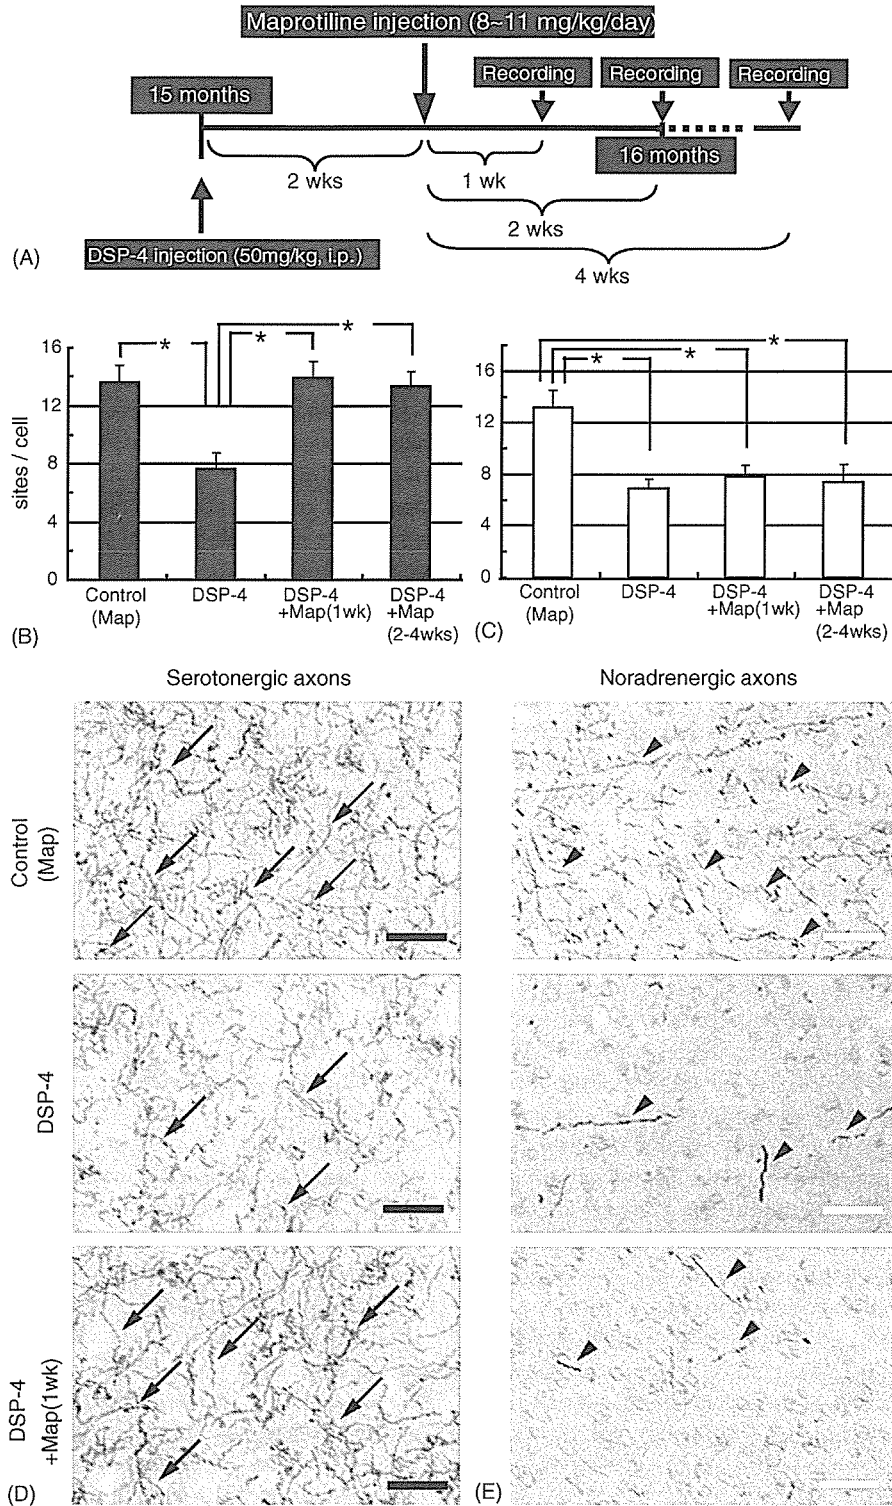 Maprotiline injection (8~11 mg/kg/day)
Recording
Recording
Recording
15 months
16 months
2 wks
1 wk
2 wks
4 wks
DSP-4 injection (50mg/kg, i.p.)
(A)
16
12
8
4
0
sites / cell
*
*
*
Control
(Map)
DSP-4
DSP-4
+Map(1wk)
DSP-4
+Map
(2-4wks)
(B)
16
12
8
4
0
*
*
*
Control
(Map)
DSP-4
DSP-4
+Map(1wk)
DSP-4
+Map
(2-4wks)
(C)
Serotonergic axons
Noradrenergic axons
Control
(Map)
DSP-4
DSP-4
+Map(1wk)
(D)
(E)